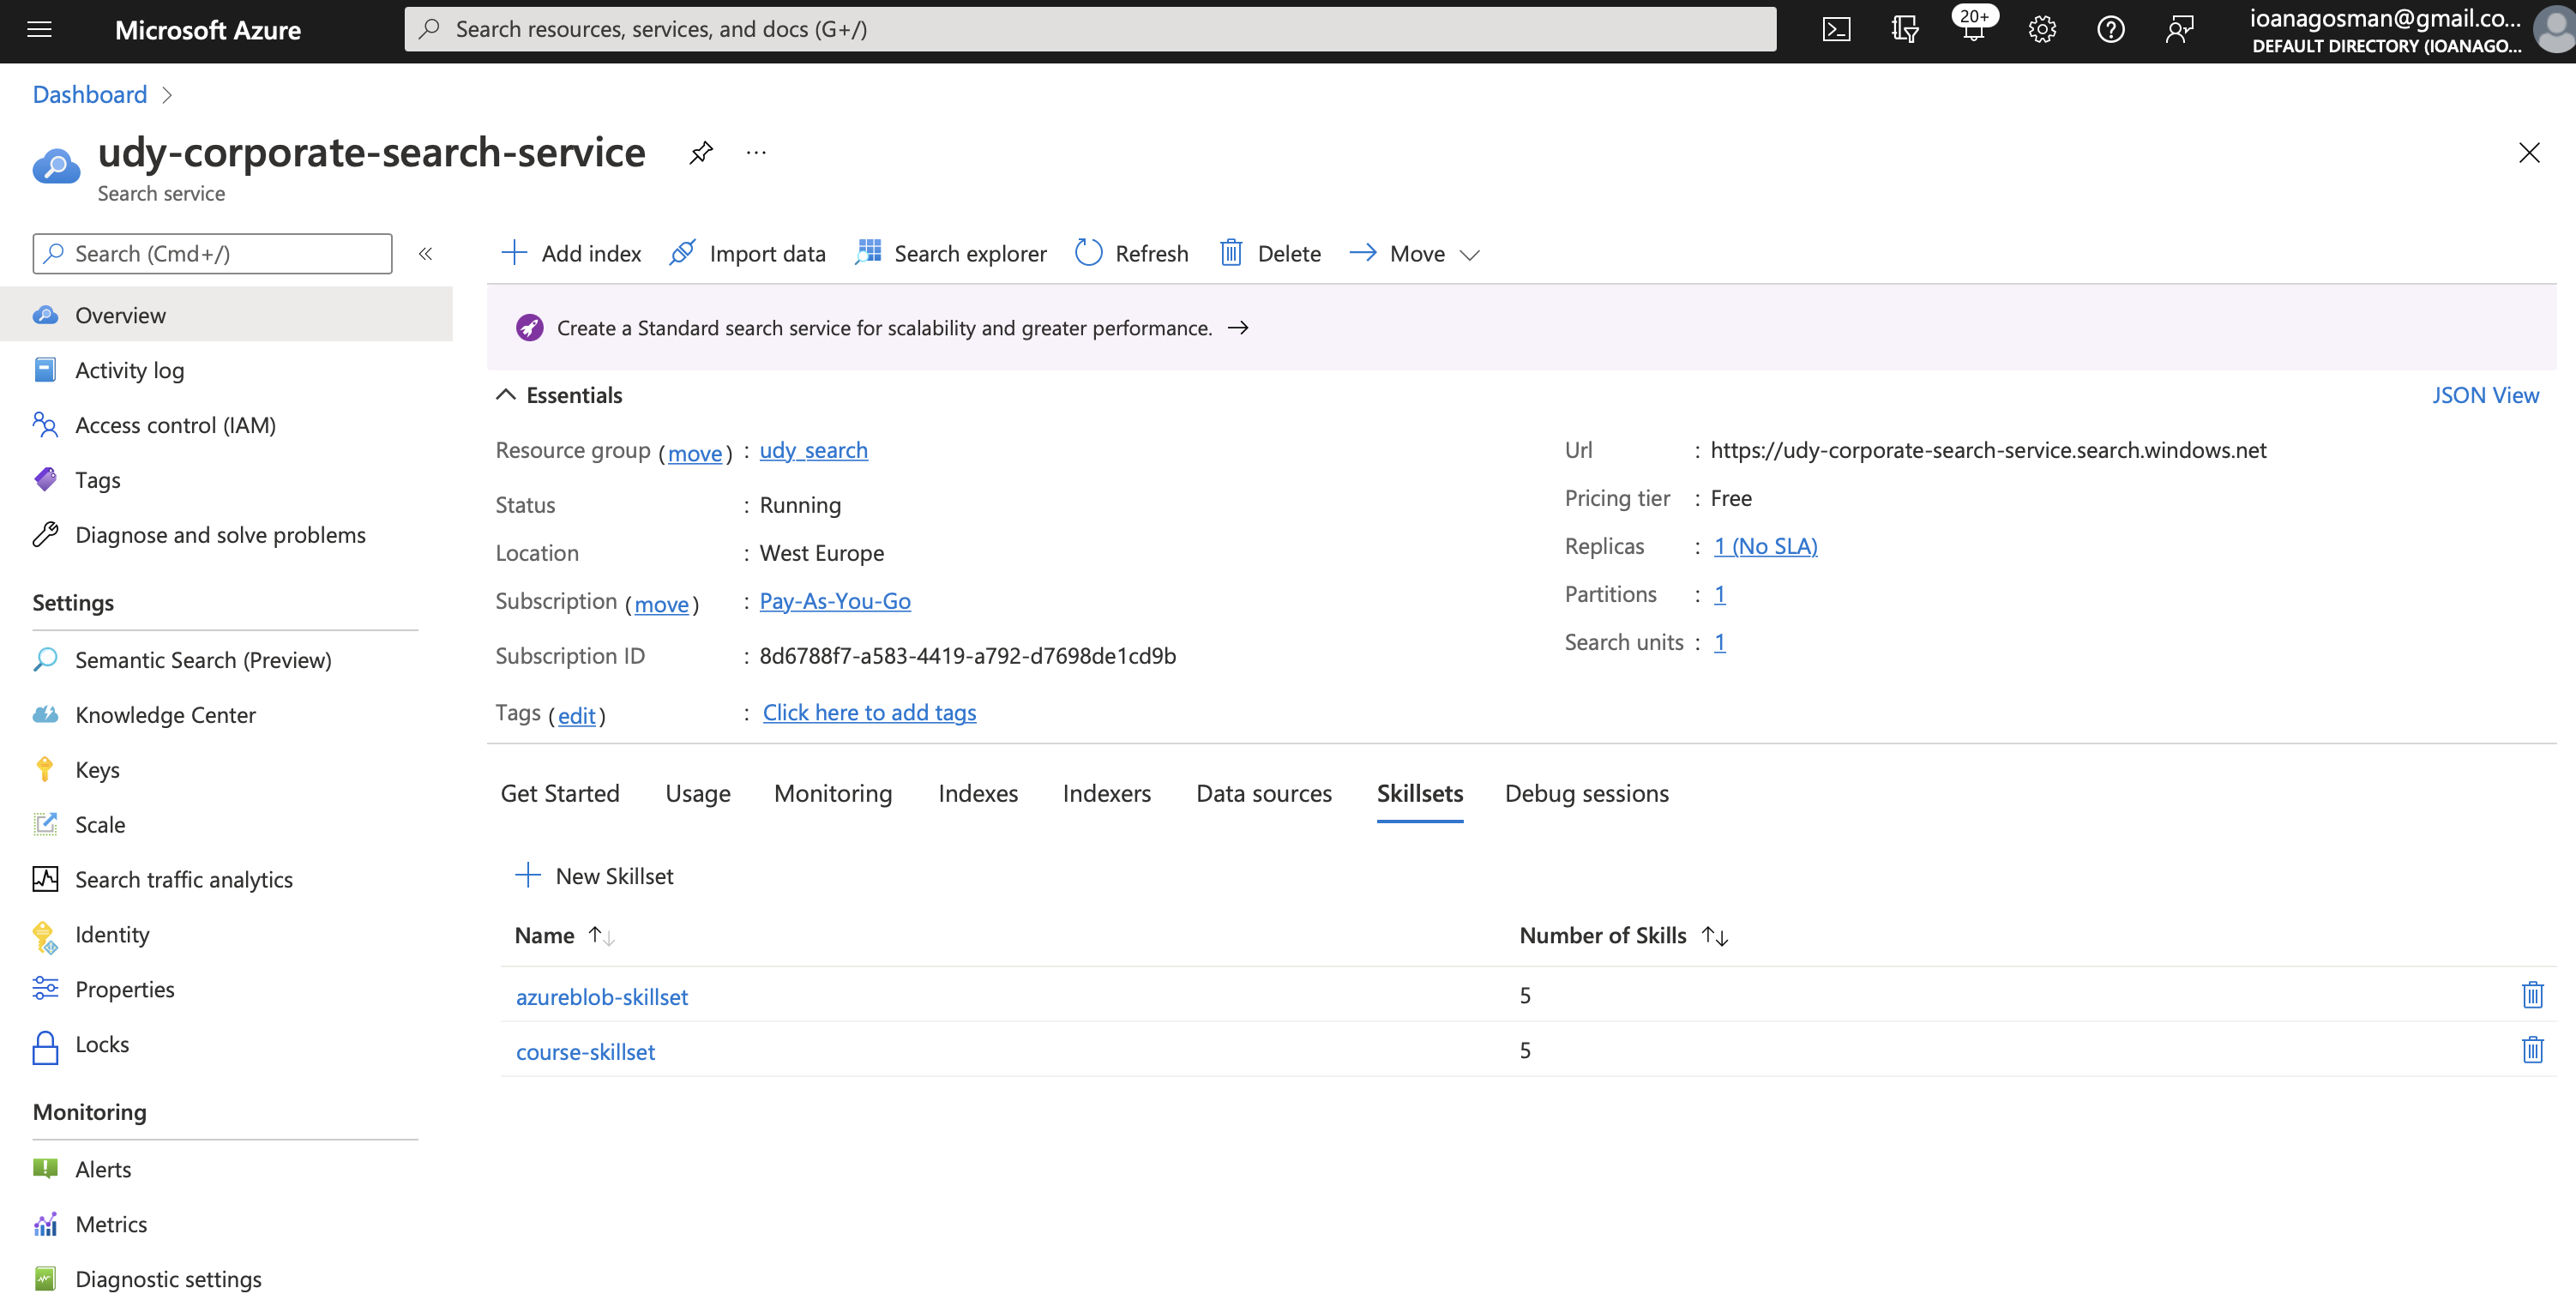 Microsoft Azure
Search resources, services, and docs (G+/)
20+
ioanagosman@gmail.co...
DEFAULT DIRECTORY (IOANAGO...
Dashboard
udy-corporate-search-service
...
Search service
Search (Cmd+/)
«
Overview
Activity log
Access control (IAM)
Tags
Diagnose and solve problems
Settings
Semantic Search (Preview)
Knowledge Center
Keys
Scale
Search traffic analytics
Identity
Properties
Locks
Monitoring
Alerts
Metrics
Diagnostic settings
Add index Import data Search explorer Refresh Delete Move
Create a Standard search service for scalability and greater performance. →
Essentials
JSON View
Resource group (move) : udy_search
Status : Running
Location : West Europe
Subscription (move) : Pay-As-You-Go
Subscription ID : 8d6788f7-a583-4419-a792-d7698de1cd9b
Tags (edit) : Click here to add tags
Url : https://udy-corporate-search-service.search.windows.net
Pricing tier : Free
Replicas : 1 (No SLA)
Partitions : 1
Search units : 1
Get Started Usage Monitoring Indexes Indexers Data sources Skillsets Debug sessions
New Skillset
Name ↑↓ Number of Skills ↑↓
azureblob-skillset 5
course-skillset 5